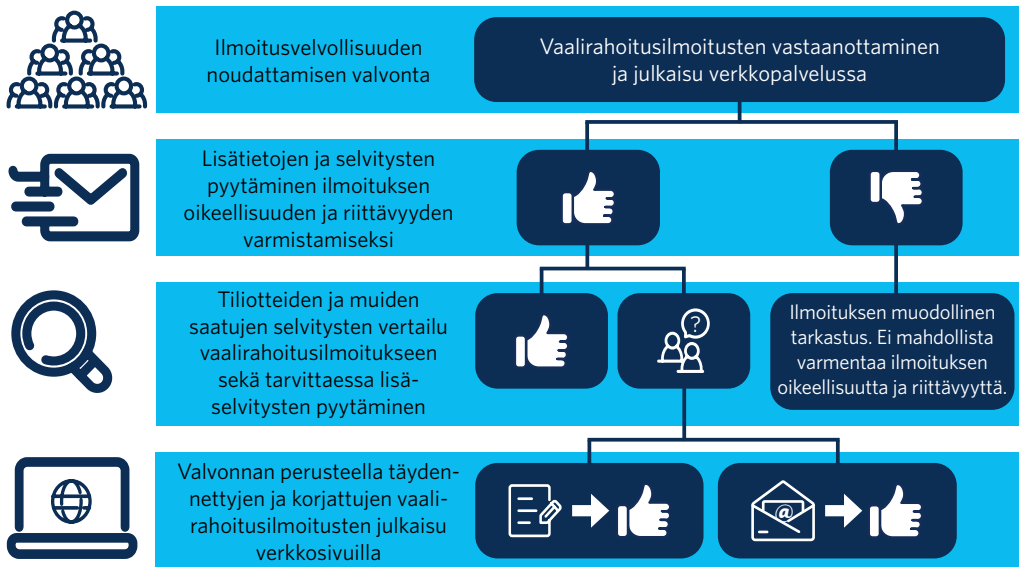 Ilmoitusvelvollisuuden
noudattamisen valvonta
Vaalirahoitusilmoitusten vastaanottaminen
ja julkaisu verkkopalvelussa
Lisätietojen ja selvitysten
pyytäminen ilmoituksen
oikeellisuuden ja riittävyyden
varmistamiseksi
Tiliotteiden ja muiden
saatujen selvitysten vertailu
vaalirahoitusilmoitukseen
sekä tarvittaessa lisä-
selvitysten pyytäminen
?
Ilmoituksen muodollinen
tarkastus. Ei mahdollista
varmentaa ilmoituksen
oikeellisuutta ja riittävyyttä.
Valvonnan perusteella täyden-
nettyjen ja korjattujen vaali-
rahoitusilmoitusten julkaisu
verkkosivuilla
@